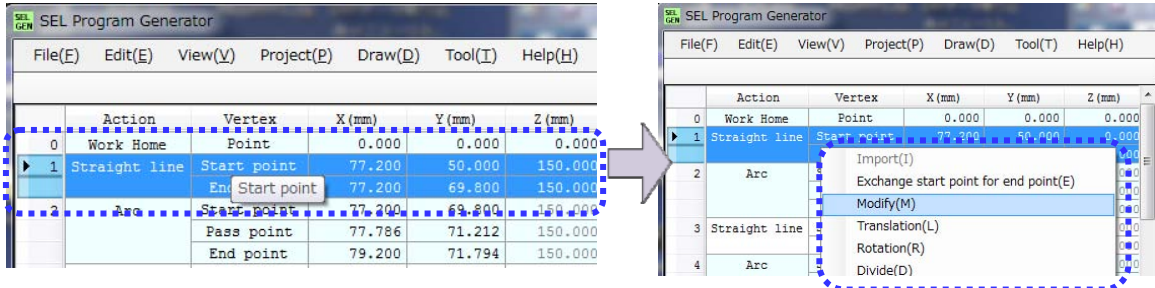 SEL GEN SEL Program Generator
File(F) Edit(E) View(V) Project(P) Draw(D) Tool(T) Help(H)
Action Vertex X(mm) Y(mm) Z(mm)
0 Work Home Point 0.000 0.000 0.000
1 Straight line Start point 77.200 50.000 150.000
End Start point 77.200 69.800 150.000
2 Arc Start point 77.200 69.800 150.000
Pass point 77.786 71.212 150.000
End point 79.200 71.794 150.000
SEL GEN SEL Program Generator
File(F) Edit(E) View(V) Project(P) Draw(D) Tool(T) Help(H)
Action Vertex X(mm) Y(mm) Z(mm)
0 Work Home Point 0.000 0.000 0.000
1 Straight line Start point 77.200 50.000 0.000
Import(I)
2 Arc Exchange start point for end point(E)
Modify(M)
3 Straight line Translation(L)
Rotation(R)
4 Arc Divide(D)